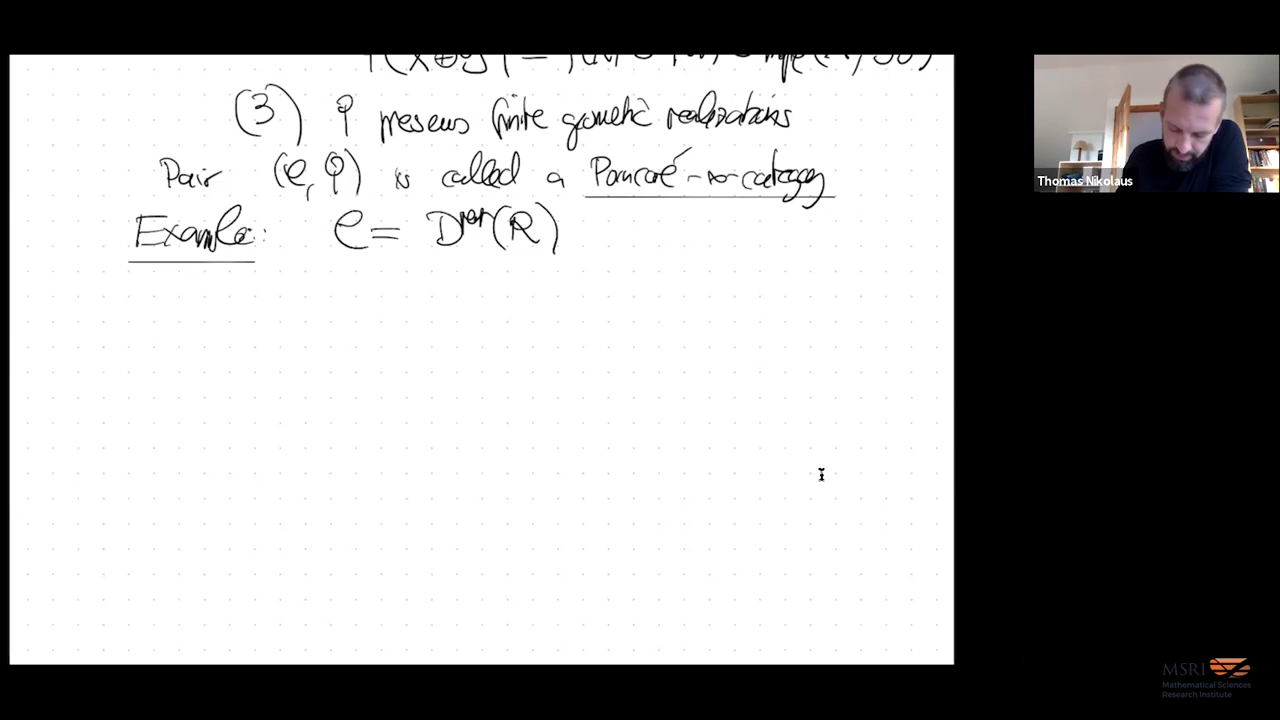 (3) Ϙ preserves finite geometric realizations
Pair (C, Ϙ) is called a Poincaré-∞-category
Example: C = D^perf(R)
Thomas Nikolaus
MSRI
Mathematical Sciences
Research Institute